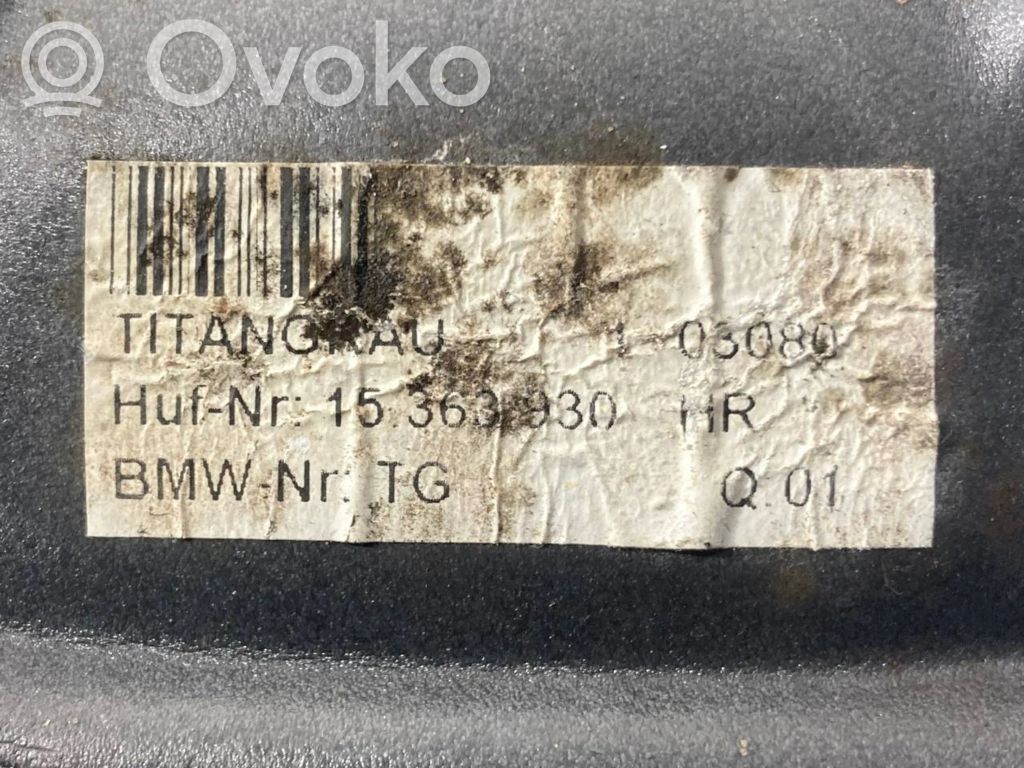 Ovoko
TITANGRAU 1 03080
Huf-Nr: 15.363.930 HR
BMW-Nr: TG Q.01